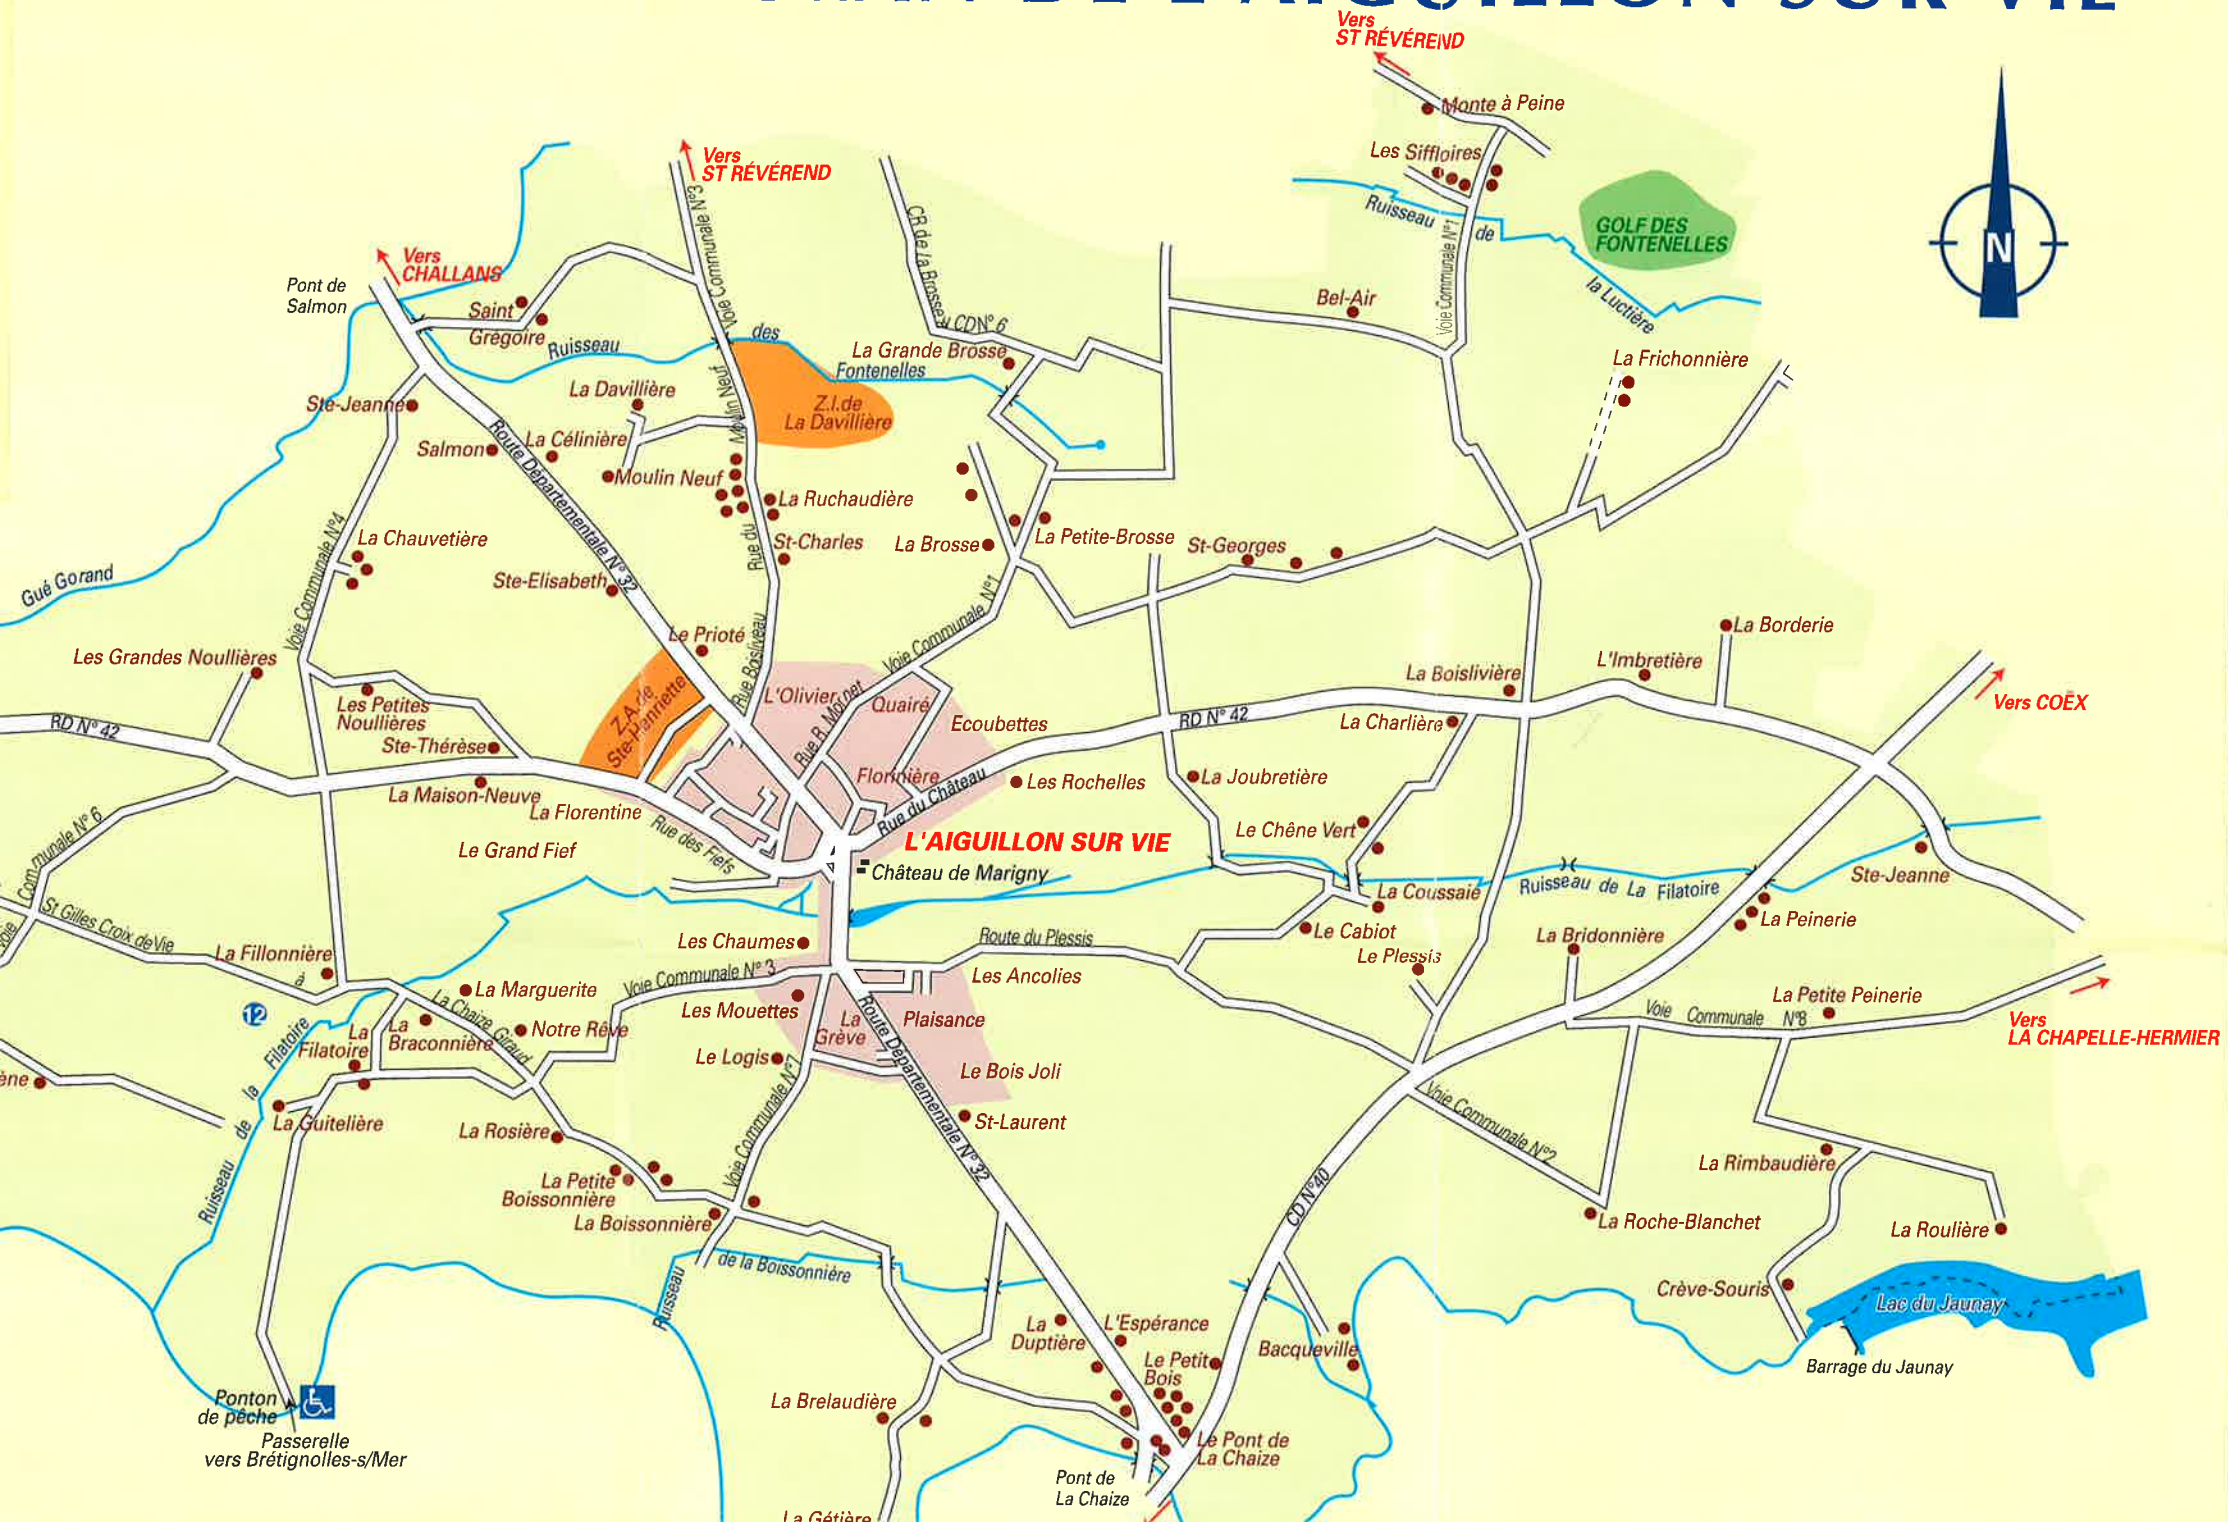 PLAN DE L'AIGUILLON SUR VIE
Vers
ST RÉVÉREND
Monte à Peine
Les Siffloires
Ruisseau
de
la Luctière
Voie Communale N°1
GOLF DES
FONTENELLES
N
Vers
ST RÉVÉREND
Voie Communale N°3
CR de la Brosse
CDN°6
Vers
CHALLANS
Pont de
Salmon
Saint
Grégoire
Ruisseau
des
Fontenelles
La Grande Brosse
Bel-Air
La Frichonnière
Ste-Jeanne
La Davillière
Z.I.de
La Davillière
Moulin Neuf
Salmon
La Célinière
Route Départementale N° 32
Moulin Neuf
La Ruchaudière
Rue du
St-Charles
La Brosse
La Petite-Brosse
St-Georges
Voie Communale N°4
La Chauvetière
Gué Gorand
Ste-Elisabeth
Voie Communale N°1
Le Prioté
Rue Boisliveau
La Borderie
Les Grandes Noullières
L'Imbretière
La Boislivière
Les Petites
Noullières
Z.A.de
Ste-Henriette
L'Olivier
Rue R. Mornet
Quairé
Ecoubettes
RD N° 42
RD N° 42
La Charlière
Vers COËX
Ste-Thérèse
La Maison-Neuve
La Florentine
Florinière
Rue du Château
Les Rochelles
La Joubretière
Communale N° 6
Rue des Fiefs
Le Grand Fief
L'AIGUILLON SUR VIE
Château de Marigny
Le Chêne Vert
La Coussaie
Ruisseau de La Filatoire
Ste-Jeanne
voie
St Gilles Croix de Vie
à
La Chaize Giraud
La Fillonnière
Les Chaumes
Route du Plessis
Le Cabiot
Le Plessis
La Bridonnière
La Peinerie
Voie Communale N° 3
Les Ancolies
La Marguerite
Les Mouettes
La
Grève
Plaisance
La Petite Peinerie
Voie Communale N°8
12
La
Filatoire
La
Braconnière
Notre Rêve
Le Logis
Le Bois Joli
Vers
LA CHAPELLE-HERMIER
ène
Ruisseau de la Filatoire
La Guitelière
La Rosière
Voie Communale N°7
Route Départementale N° 32
St-Laurent
Voie Communale N°2
La Rimbaudière
La Petite
Boissonnière
La Boissonnière
CD N°40
La Roche-Blanchet
La Roulière
Ruisseau
de la Boissonnière
Crève-Souris
Lac du Jaunay
La
Duptière
L'Espérance
Le Petit
Bois
Bacqueville
Barrage du Jaunay
Ponton
de pêche
La Brelaudière
Passerelle
vers Brétignolles-s/Mer
Le Pont de
La Chaize
Pont de
La Chaize
La Gétière